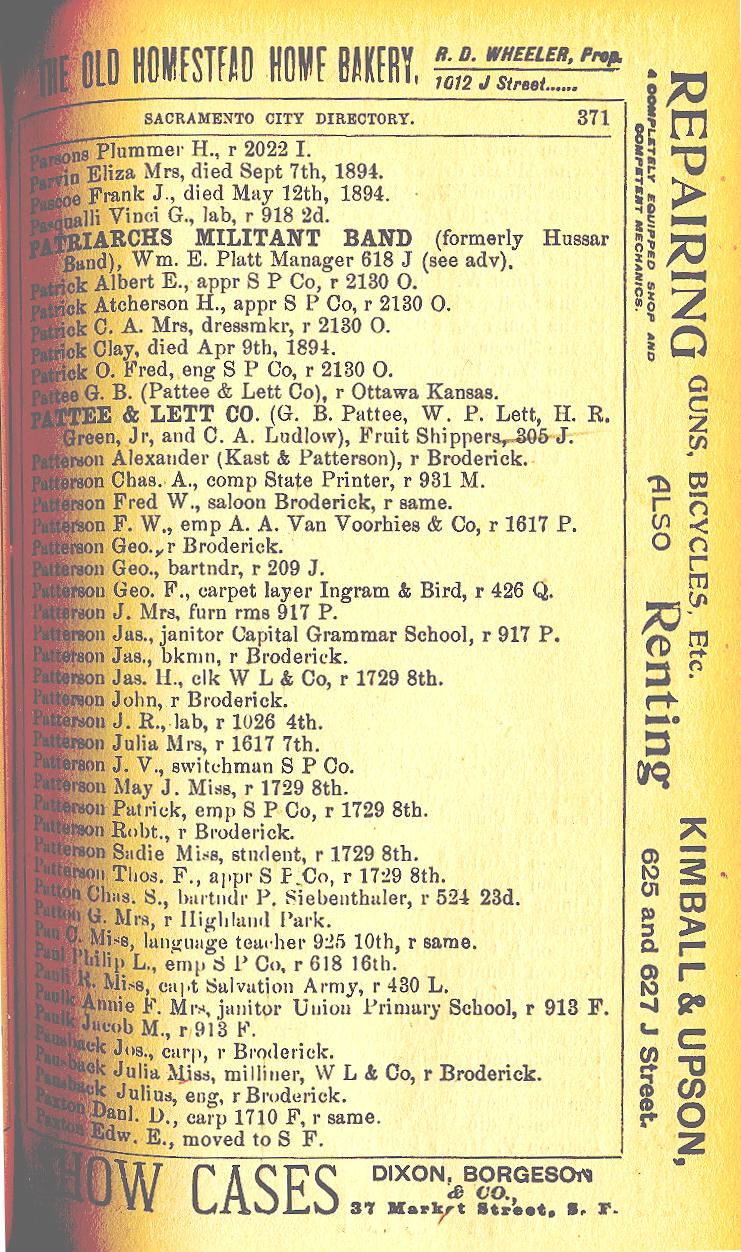 THE OLD HOMESTEAD HOME BAKERY,
R. D. WHEELER, Prop.
1012 J Street......
SACRAMENTO CITY DIRECTORY. 371
Parsons Plummer H., r 2022 I.
Parvin Eliza Mrs, died Sept 7th, 1894.
Pascoe Frank J., died May 12th, 1894.
Pasqualli Vinci G., lab, r 918 2d.
PATRIARCHS MILITANT BAND (formerly Hussar
Band), Wm. E. Platt Manager 618 J (see adv).
Patrick Albert E., appr S P Co, r 2130 O.
Patrick Atcherson H., appr S P Co, r 2130 O.
Patrick C. A. Mrs, dressmkr, r 2130 O.
Patrick Clay, died Apr 9th, 1894.
Patrick O. Fred, eng S P Co, r 2130 O.
Pattee G. B. (Pattee & Lett Co), r Ottawa Kansas.
PATTEE & LETT CO. (G. B. Pattee, W. P. Lett, H. R.
Green, Jr, and C. A. Ludlow), Fruit Shippers, 305 J.
Patterson Alexander (Kast & Patterson), r Broderick.
Patterson Chas. A., comp State Printer, r 931 M.
Patterson Fred W., saloon Broderick, r same.
Patterson F. W., emp A. A. Van Voorhies & Co, r 1617 P.
Patterson Geo., r Broderick.
Patterson Geo., bartndr, r 209 J.
Patterson Geo. F., carpet layer Ingram & Bird, r 426 Q.
Patterson J. Mrs, furn rms 917 P.
Patterson Jas., janitor Capital Grammar School, r 917 P.
Patterson Jas., bkmn, r Broderick.
Patterson Jas. H., clk W L & Co, r 1729 8th.
Patterson John, r Broderick.
Patterson J. R., lab, r 1026 4th.
Patterson Julia Mrs, r 1617 7th.
Patterson J. V., switchman S P Co.
Patterson May J. Miss, r 1729 8th.
Patterson Patrick, emp S P Co, r 1729 8th.
Patterson Robt., r Broderick.
Patterson Sadie Miss, student, r 1729 8th.
Patterson Thos. F., appr S P Co, r 1729 8th.
Patton Chas. S., bartndr P. Siebenthaler, r 524 23d.
Patton G. Mrs, r Highland Park.
Pau C. Miss, language teacher 925 10th, r same.
Paul Philip L., emp S P Co, r 618 16th.
Pauli R. Miss, capt Salvation Army, r 430 L.
Paulk Annie F. Mrs, janitor Union Primary School, r 913 F.
Paulk Jacob M., r 913 F.
Pausback Jos., carp, r Broderick.
Pausback Julia Miss, milliner, W L & Co, r Broderick.
Pausback Julius, eng, r Broderick.
Paxton Danl. D., carp 1710 F, r same.
Paxton Edw. E., moved to S F.
SHOW CASES
DIXON, BORGESON
& CO.,
37 Market Street, S. F.
REPAIRING GUNS, BICYCLES, Etc. KIMBALL & UPSON,
A COMPLETELY EQUIPPED SHOP AND
COMPETENT MECHANICS.
ALSO Renting 625 and 627 J Street.